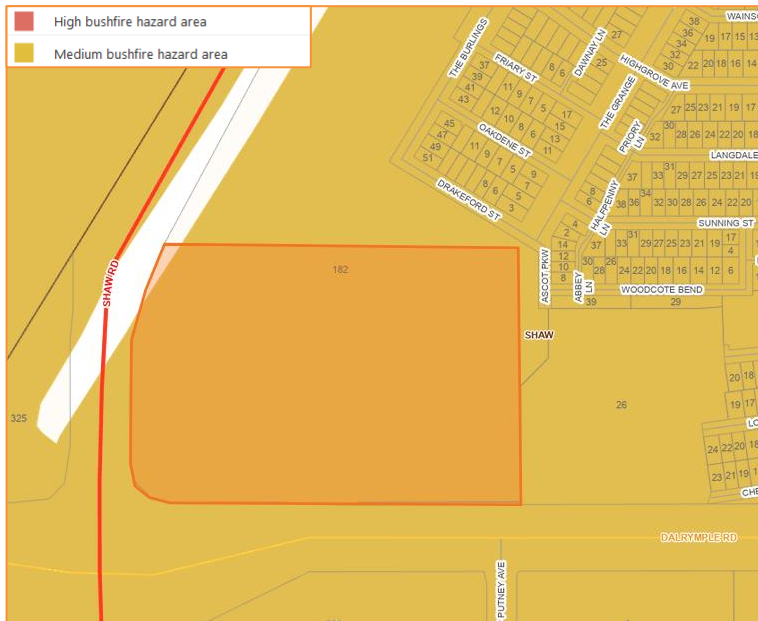 High bushfire hazard area
Medium bushfire hazard area
THE BURLINGS
FRIARY ST
DAWNAY LN
HIGHGROVE AVE
THE GRANGE
PRIORY LN
OAKDENE ST
LANGDALE
DRAKEFORD ST
HALFPENNY LN
SUNNING ST
ASCOT PKW
ABBEY LN
WOODCOTE BEND
WAINSC
37
39
41
43
11
9
7
5
12
10
8
6
17
15
13
11
8 6
27
25
38
36
34
32
30
19 17 15 13
22 20 18 16 14
27 25 23 21 19 17
30
32
28 26 24 22 20 18
45
47
49
51
11 9 7 5
9
7
5
8 6
3
37
33
31
29 27 25 23 21 19
34
38 36
32 30 28 26 24 22 20
8
6
4
2
14
12
10
8
37
33
31
29 27 25 23 21 19
17
4
30
28
26
24 22 20 18 16 14 12 6
39
29
182
SHAW RD
SHAW
325
26
20 18
19 17
LO
24 22 20 18
23 21 19
CHE
DALRYMPLE RD
PUTNEY AVE